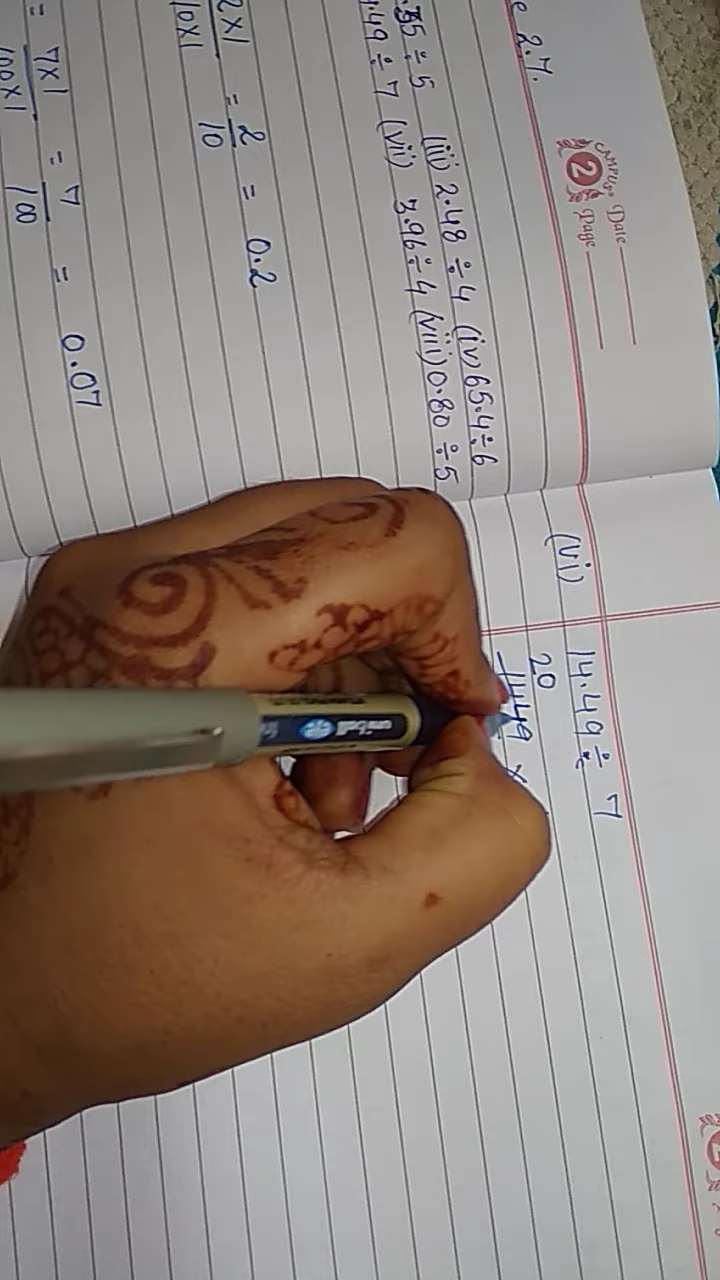 CAMPUS Date
2 Page
2.7.
.35 ÷ 5 (iii) 2.48 ÷ 4 (iv) 65.4 ÷ 6
.49 ÷ 7 (vii) 3.96 ÷ 4 (viii) 0.80 ÷ 5
2×1 = 2 = 0.2
10×1 10
= 7×1 = 7 = 0.07
100×1 100
(vi) 14.49 ÷ 7
20
1449 ×
uni-ball